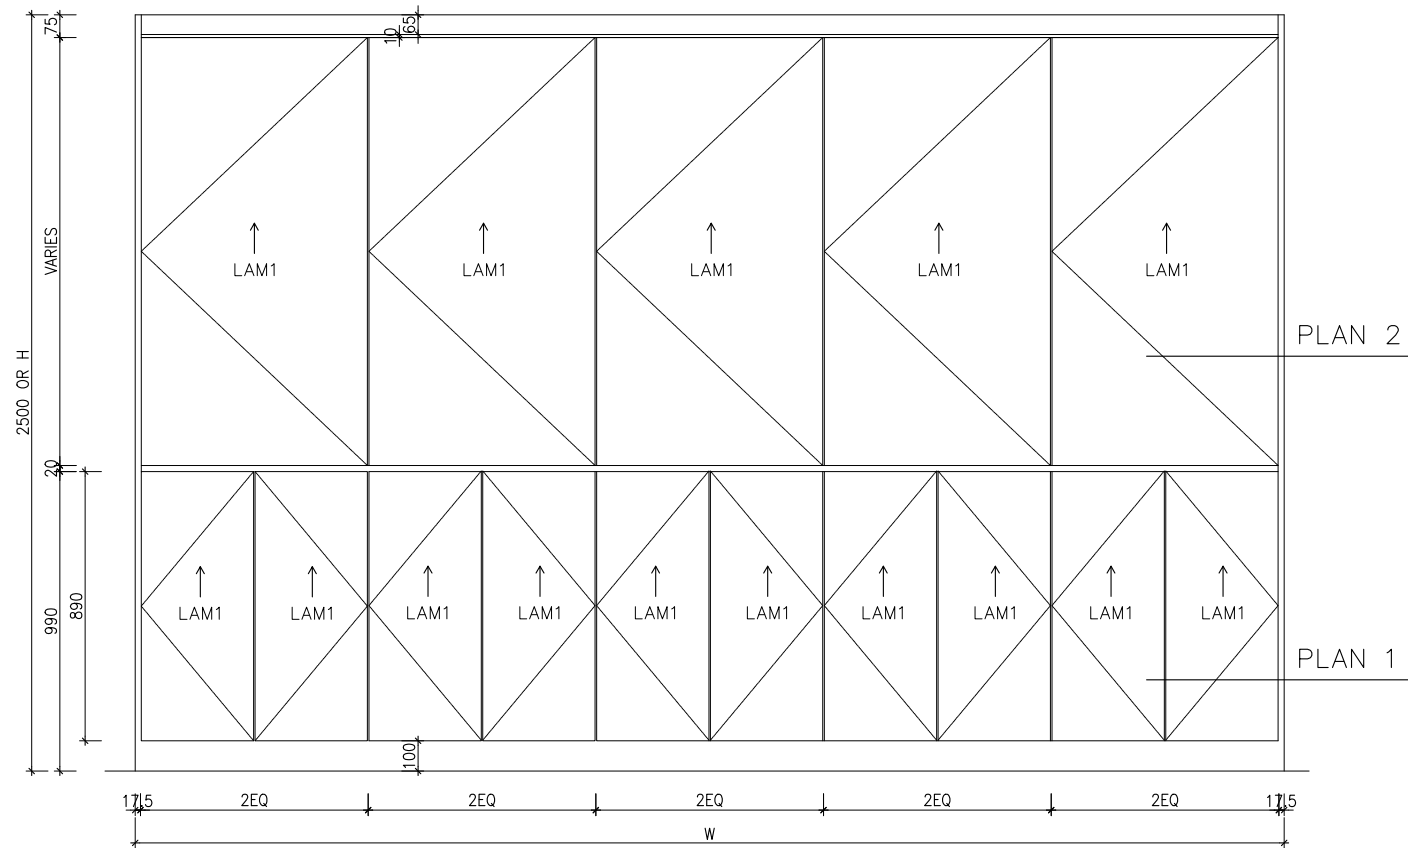 75
65
10
VARIES
LAM1 LAM1 LAM1 LAM1 LAM1
PLAN 2
2500 OR H
20
990
890
LAM1 LAM1 LAM1 LAM1 LAM1 LAM1 LAM1 LAM1 LAM1 LAM1
PLAN 1
100
17.5 2EQ 2EQ 2EQ 2EQ 2EQ 17.5
W